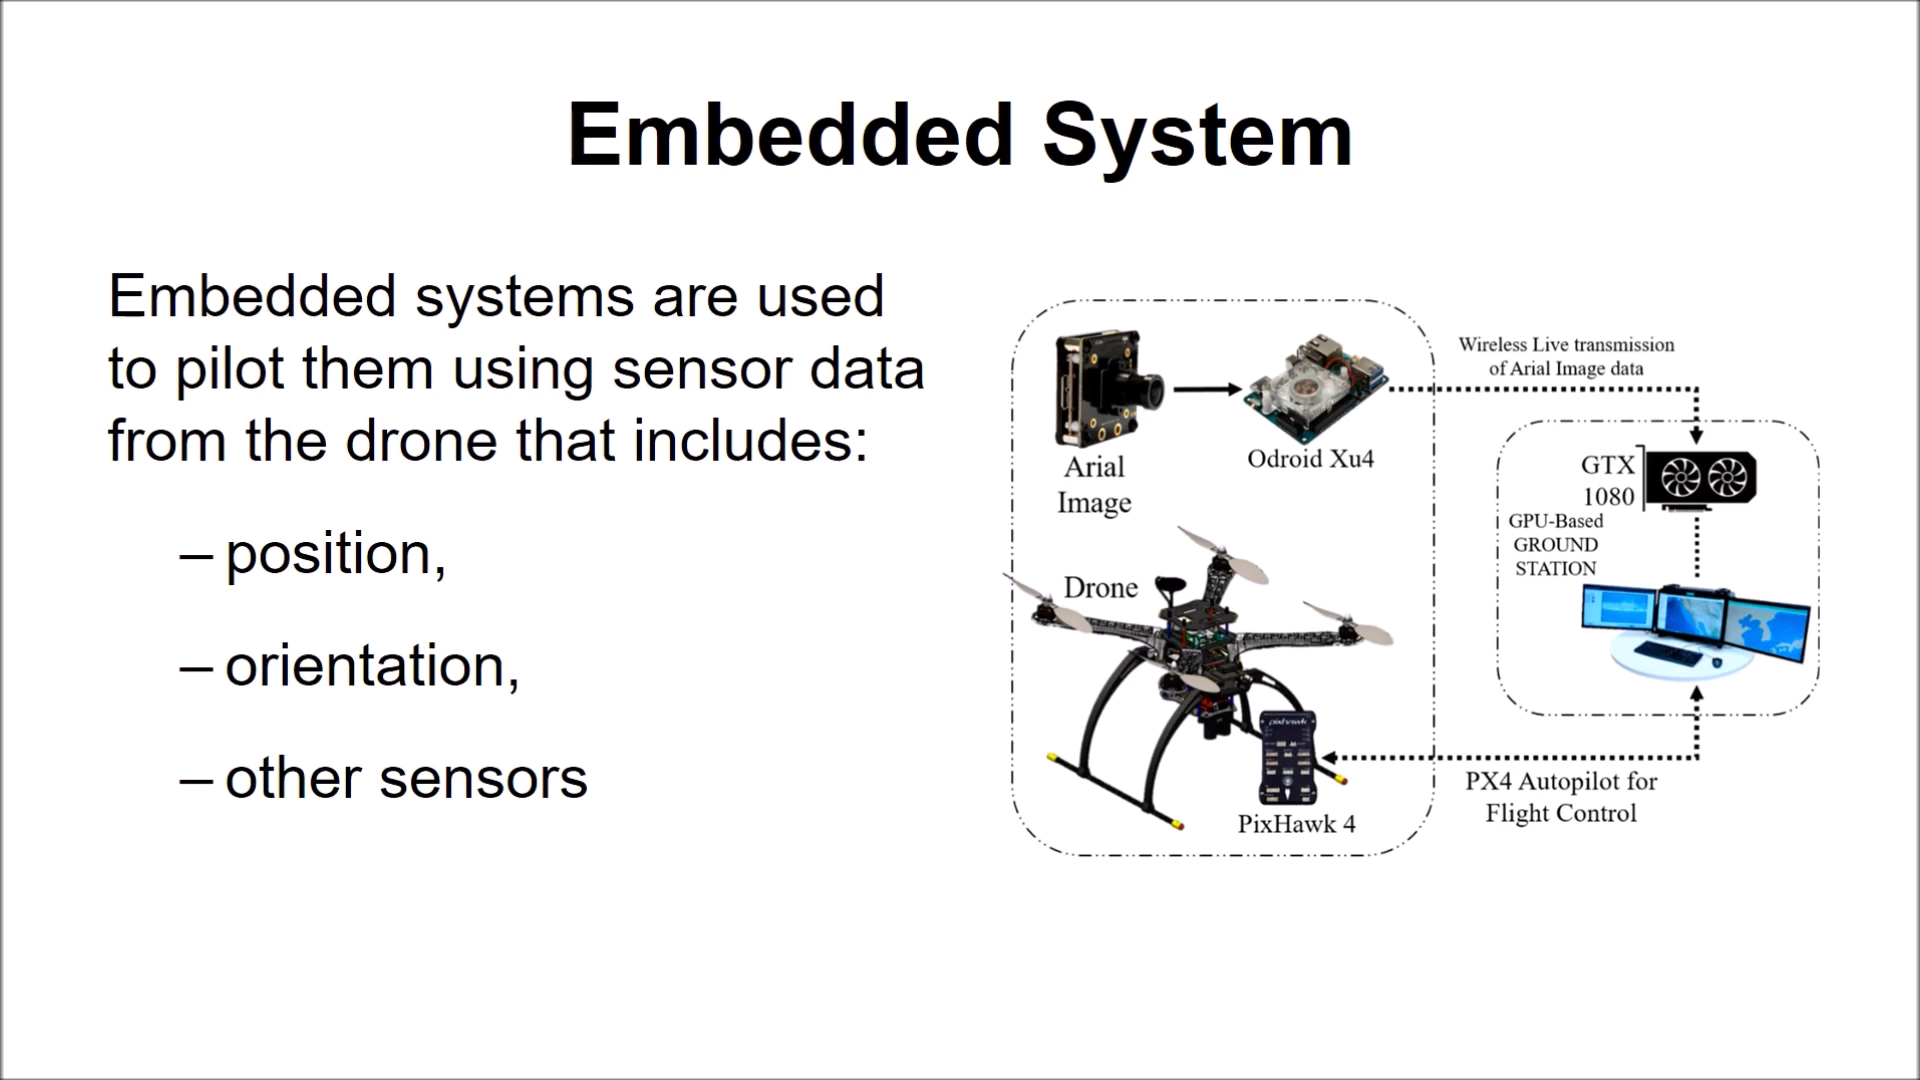 Embedded System
Embedded systems are used
to pilot them using sensor data
from the drone that includes:
– position,
– orientation,
– other sensors
Arial
Image
Odroid Xu4
Wireless Live transmission
of Arial Image data
GTX
1080
GPU-Based
GROUND
STATION
Drone
pixhawk
PixHawk 4
PX4 Autopilot for
Flight Control